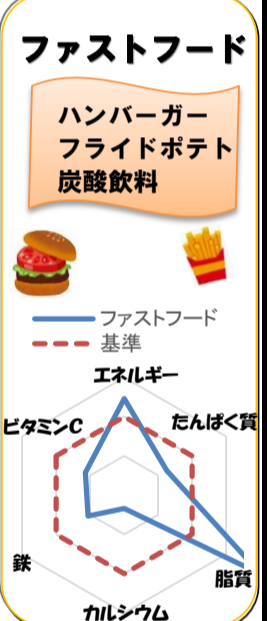 ファストフード
ハンバーガー
フライドポテト
炭酸飲料
ファストフード
基準
エネルギー
ビタミンC
たんぱく質
鉄
脂質
カルシウム